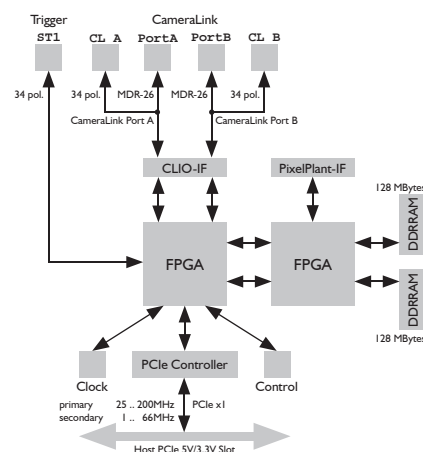 Trigger
CameraLink
ST1
CL A
PortA
PortB
CL B
34 pol.
34 pol.
MDR-26
MDR-26
34 pol.
CameraLink Port A
CameraLink Port B
CLIO-IF
PixelPlant-IF
128 MBytes
DDRRAM
FPGA
FPGA
DDRRAM
128 MBytes
PCIe Controller
Clock
Control
primary 25 .. 200MHz
PCIe x1
secondary 1 .. 66MHz
Host PCIe 5V/3.3V Slot